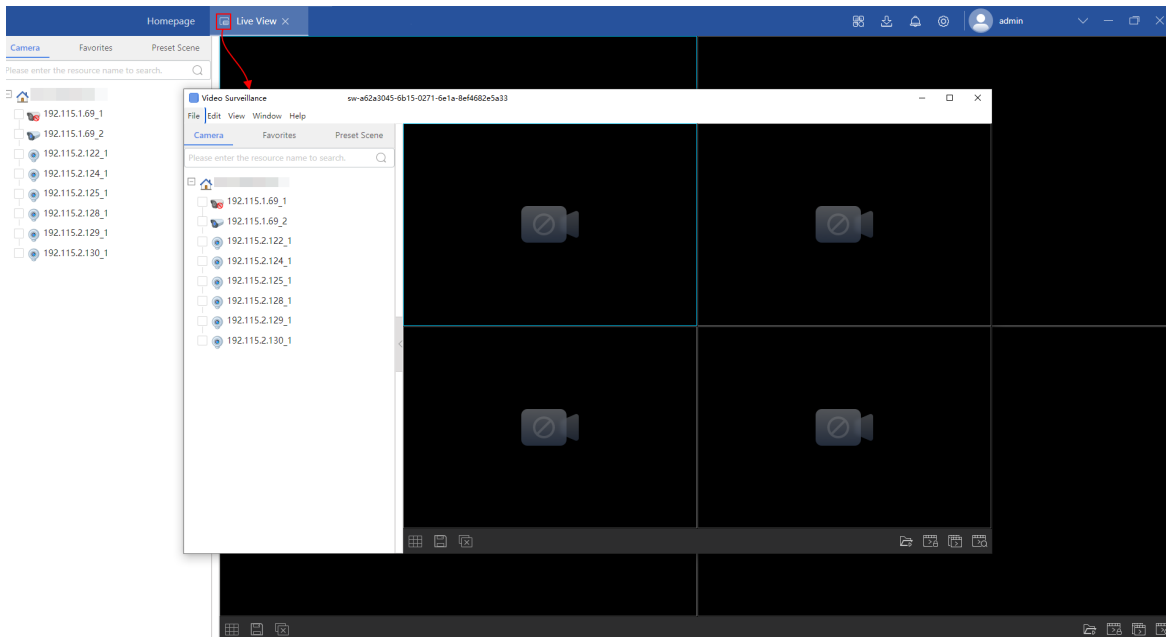 Homepage Live View admin
Camera Favorites Preset Scene
Please enter the resource name to search.
192.115.1.69_1
192.115.1.69_2
192.115.2.122_1
192.115.2.124_1
192.115.2.125_1
192.115.2.128_1
192.115.2.129_1
192.115.2.130_1
Video Surveillance sw-a62a3045-6b15-0271-6e1a-8ef4682e5a33
File Edit View Window Help
Camera Favorites Preset Scene
Please enter the resource name to search.
192.115.1.69_1
192.115.1.69_2
192.115.2.122_1
192.115.2.124_1
192.115.2.125_1
192.115.2.128_1
192.115.2.129_1
192.115.2.130_1